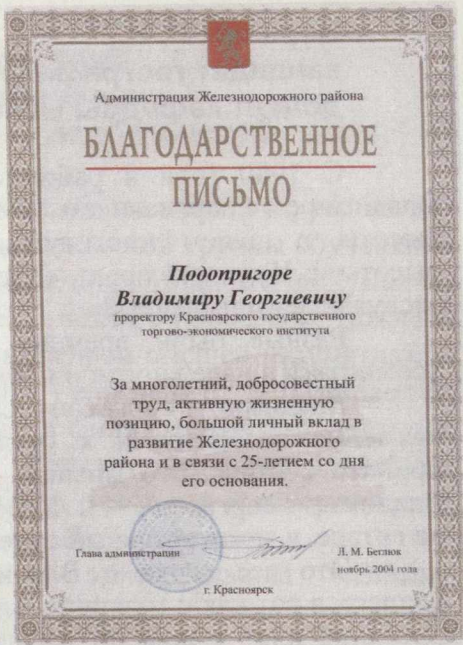 Администрация Железнодорожного района
БЛАГОДАРСТВЕННОЕ
ПИСЬМО
Подопригоре
Владимиру Георгиевичу
проректору Красноярского государственного
торгово-экономического института
За многолетний, добросовестный
труд, активную жизненную
позицию, большой личный вклад в
развитие Железнодорожного
района и в связи с 25-летием со дня
его основания.
Глава администрации Л. М. Беглюк
ноябрь 2004 года
г. Красноярск